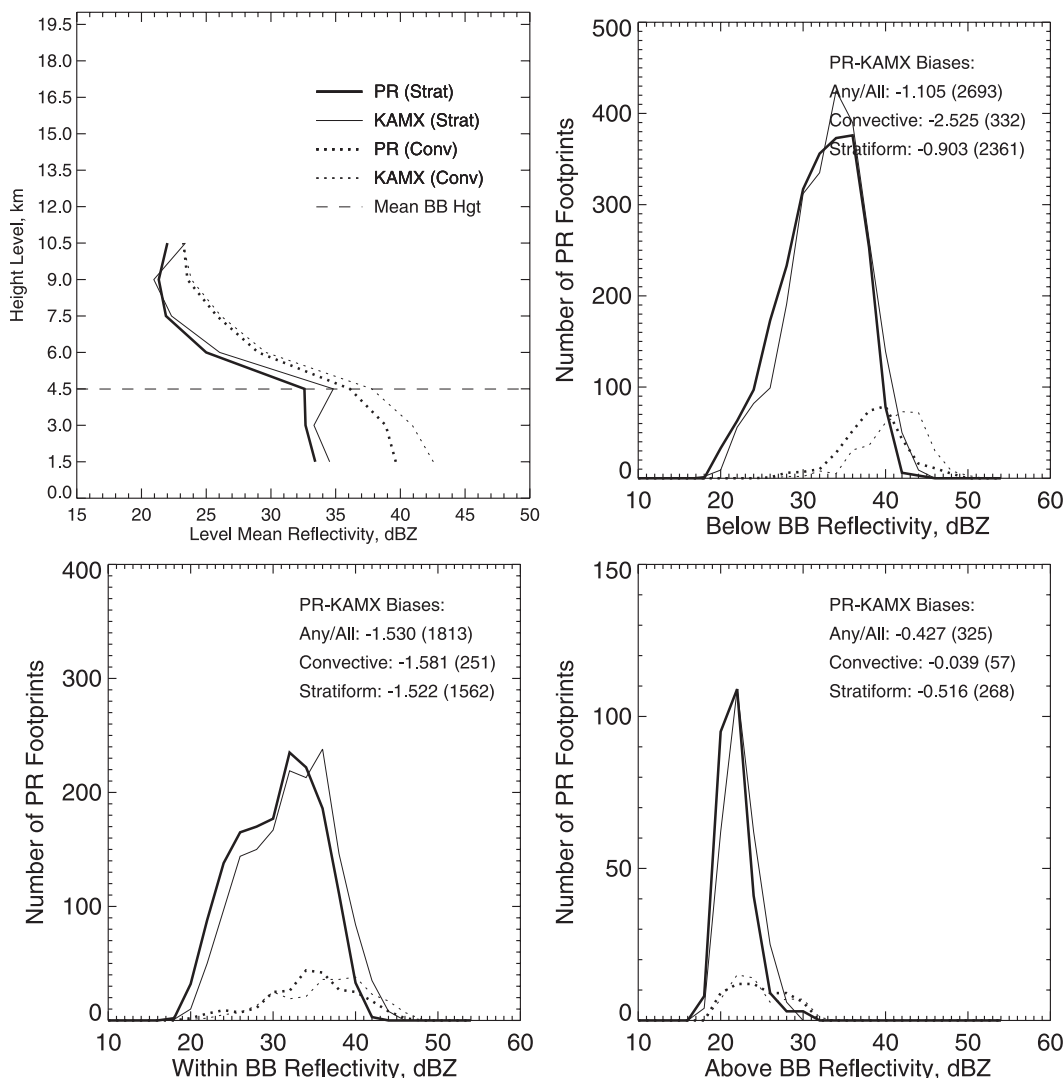 19.5
18.0
16.5
15.0
13.5
12.0
10.5
9.0
7.5
6.0
4.5
3.0
1.5
0.0
Height Level, km
PR (Strat)
KAMX (Strat)
PR (Conv)
KAMX (Conv)
Mean BB Hgt
15 20 25 30 35 40 45 50
Level Mean Reflectivity, dBZ
500
400
300
200
100
0
Number of PR Footprints
PR-KAMX Biases:
Any/All: -1.105 (2693)
Convective: -2.525 (332)
Stratiform: -0.903 (2361)
10 20 30 40 50 60
Below BB Reflectivity, dBZ
400
300
200
100
0
Number of PR Footprints
PR-KAMX Biases:
Any/All: -1.530 (1813)
Convective: -1.581 (251)
Stratiform: -1.522 (1562)
10 20 30 40 50 60
Within BB Reflectivity, dBZ
150
100
50
0
Number of PR Footprints
PR-KAMX Biases:
Any/All: -0.427 (325)
Convective: -0.039 (57)
Stratiform: -0.516 (268)
10 20 30 40 50 60
Above BB Reflectivity, dBZ